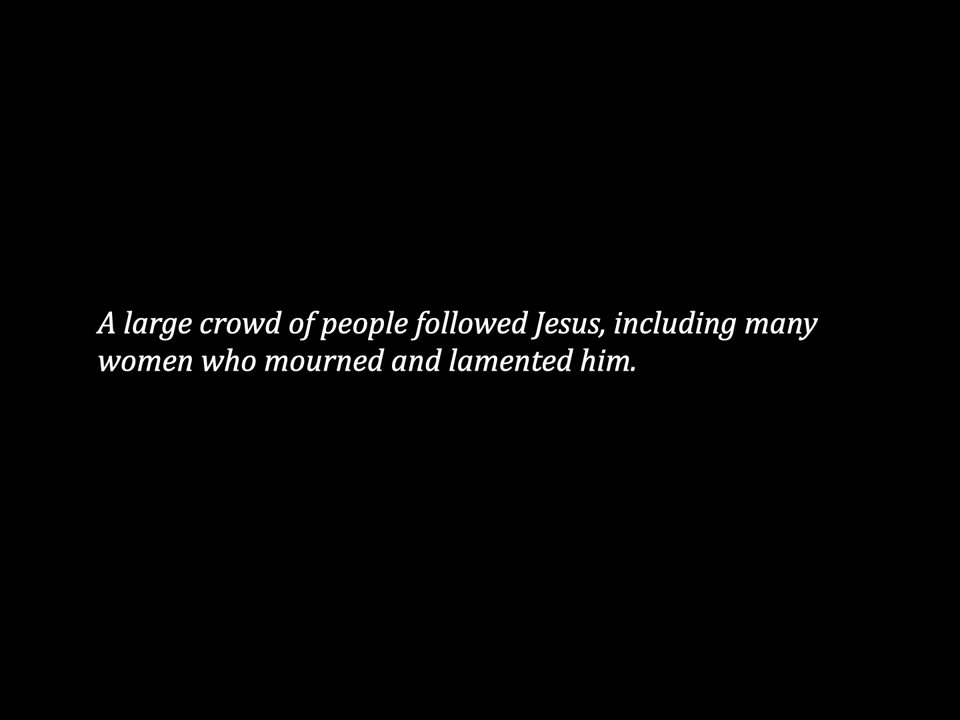 A large crowd of people followed Jesus, including many
women who mourned and lamented him.